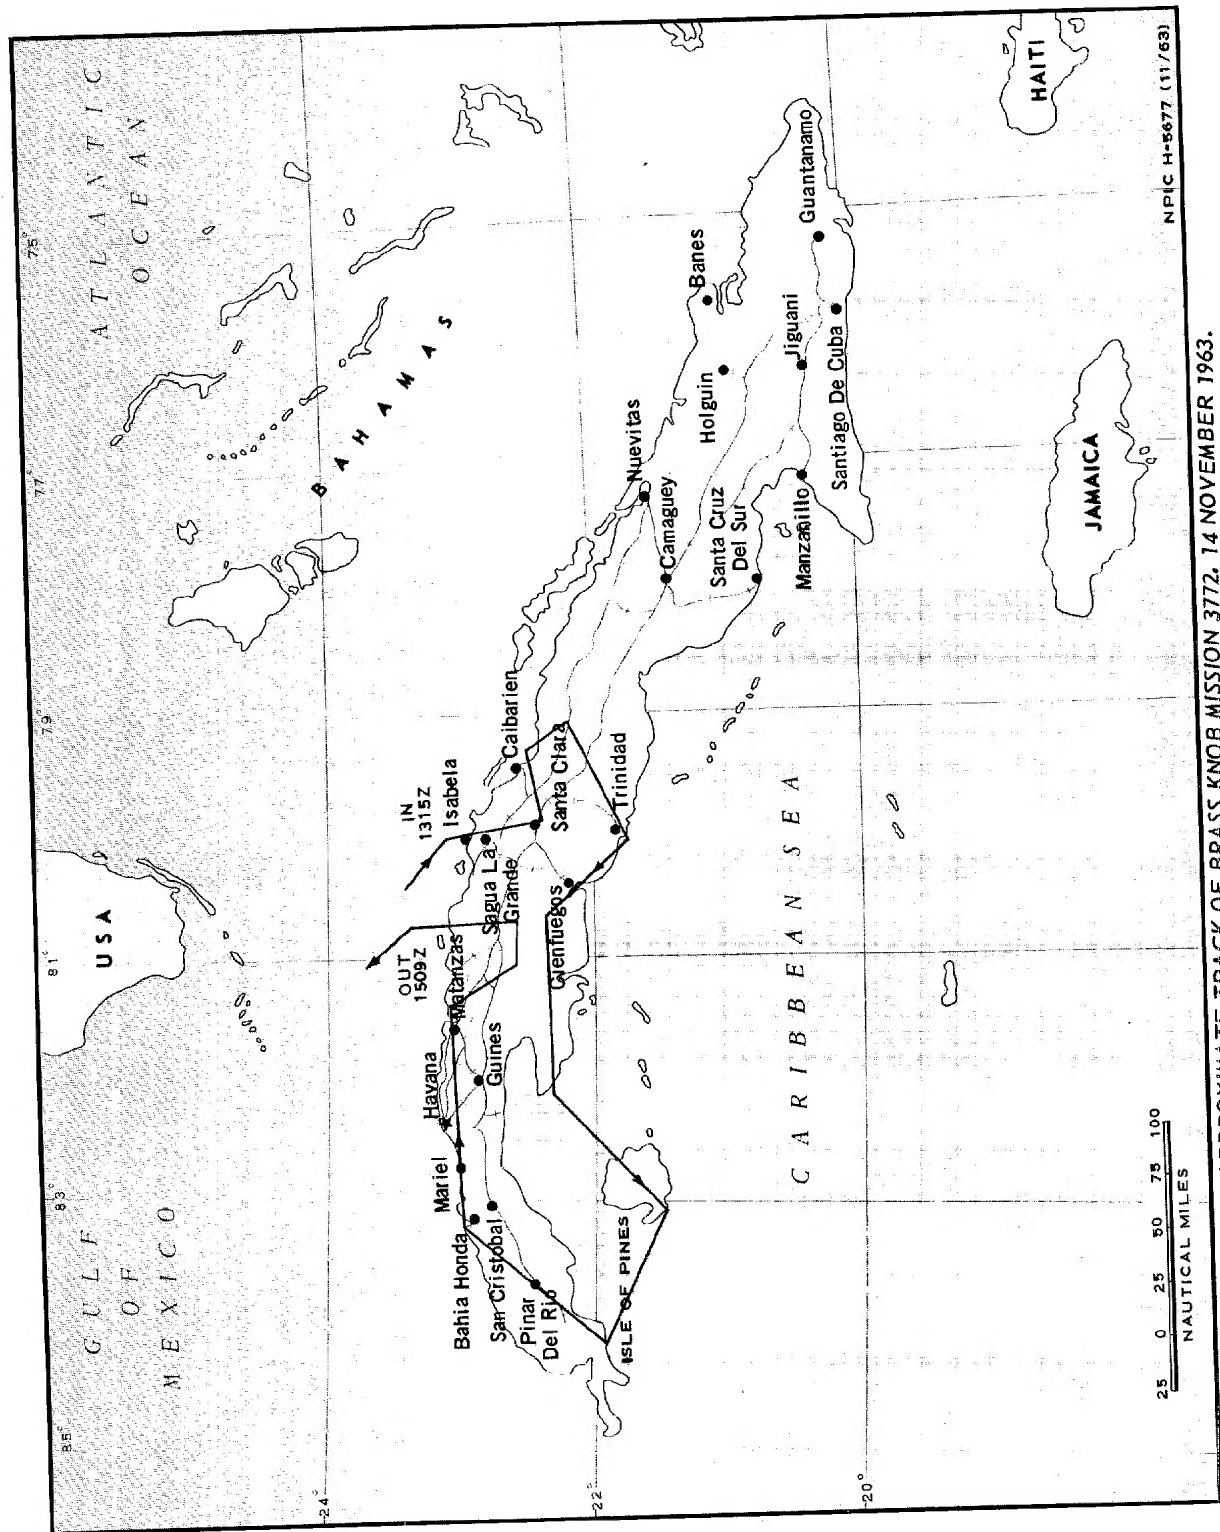 GULF
OF
MEXICO
ATLANTIC
OCEAN
USA
BAHAMAS
85°
83°
81°
79
77°
75°
24°
22°
20°
OUT
1509Z
IN
1315Z
Havana
Mariel
Bahia Honda
San Cristobal
Pinar
Del Rio
Guines
Matanzas
Isabela
Sagua La
Grande
Caibarien
Santa Clara
Cienfuegos
Trinidad
ISLE OF PINES
Nuevitas
Camaguey
Santa Cruz
Del Sur
Holguin
Banes
Manzanillo
Jiguani
Santiago De Cuba
Guantanamo
CARIBBEAN SEA
JAMAICA
HAITI
25 0 25 50 75 100
NAUTICAL MILES
NPIC H-5677 (11/63)
APPROXIMATE TRACK OF BRASS KNOB MISSION 3772, 14 NOVEMBER 1963.